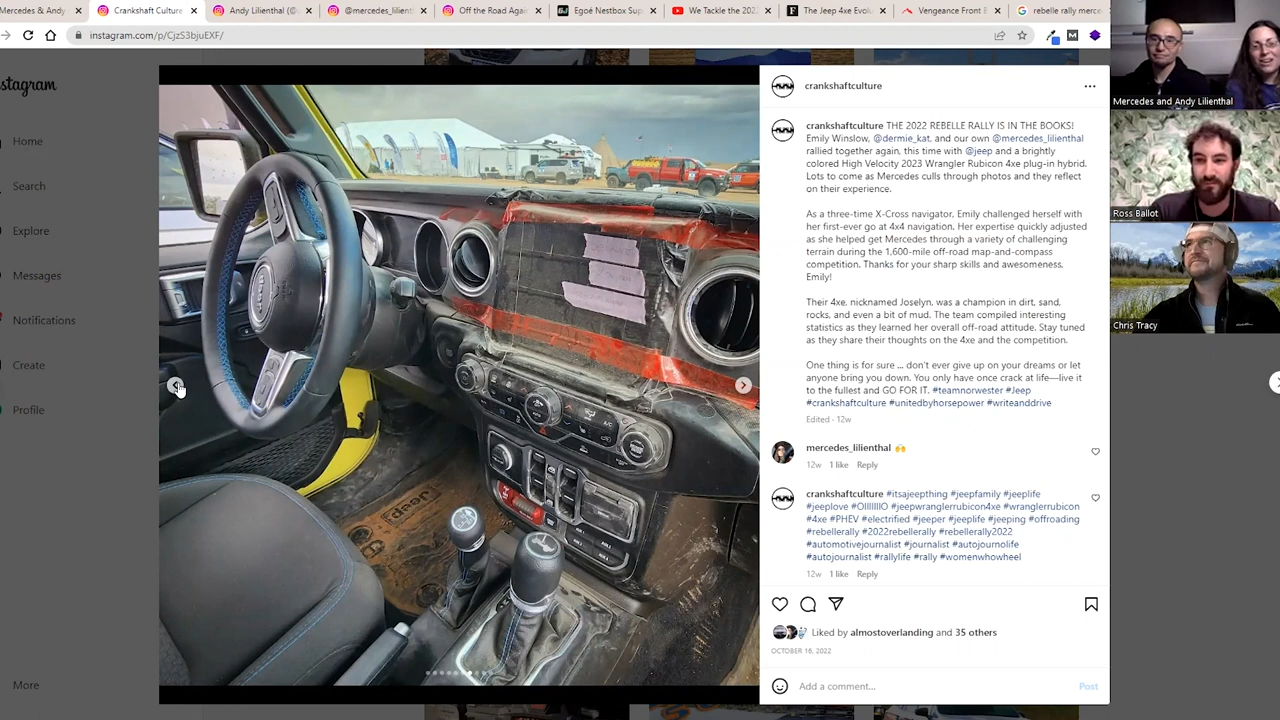 Mercedes & Andy L
Crankshaft Culture
Andy Lilienthal (@
@mercedes_lilient
Off the Road Again
Egoé Nestbox Sup
We Tackle the 202
The Jeep 4xe Evolu
Vengeance Front B
rebelle rally merce
instagram.com/p/CjzS3bjuEXF/
nstagram
Home
Search
Explore
Messages
Notifications
Create
Profile
More
Jeep
crankshaftculture
crankshaftculture THE 2022 REBELLE RALLY IS IN THE BOOKS!
Emily Winslow, @dermie_kat, and our own @mercedes_lilienthal
rallied together again, this time with @jeep and a brightly
colored High Velocity 2023 Wrangler Rubicon 4xe plug-in hybrid.
Lots to come as Mercedes culls through photos and they reflect
on their experience.
As a three-time X-Cross navigator, Emily challenged herself with
her first-ever go at 4x4 navigation. Her expertise quickly adjusted
as she helped get Mercedes through a variety of challenging
terrain during the 1,600-mile off-road map-and-compass
competition. Thanks for your sharp skills and awesomeness,
Emily!
Their 4xe, nicknamed Joselyn, was a champion in dirt, sand,
rocks, and even a bit of mud. The team compiled interesting
statistics as they learned her overall off-road attitude. Stay tuned
as they share their thoughts on the 4xe and the competition.
One thing is for sure ... don't ever give up on your dreams or let
anyone bring you down. You only have once crack at life—live it
to the fullest and GO FOR IT. #teamnorwester #Jeep
#crankshaftculture #unitedbyhorsepower #writeanddrive
Edited · 12w
mercedes_lilienthal 🙌
12w 1 like Reply
crankshaftculture #itsajeepthing #jeepfamily #jeeplife
#jeeplove #OIIIIIIIO #jeepwranglerrubicon4xe #wranglerrubicon
#4xe #PHEV #electrified #jeeper #jeeplife #jeeping #offroading
#rebellerally #2022rebellerally #rebellerally2022
#automotivejournalist #journalist #autojournolife
#autojournalist #rallylife #rally #womenwhowheel
12w 1 like Reply
Liked by almostoverlanding and 35 others
OCTOBER 16, 2022
Add a comment...
Post
Mercedes and Andy Lilienthal
Ross Ballot
Chris Tracy